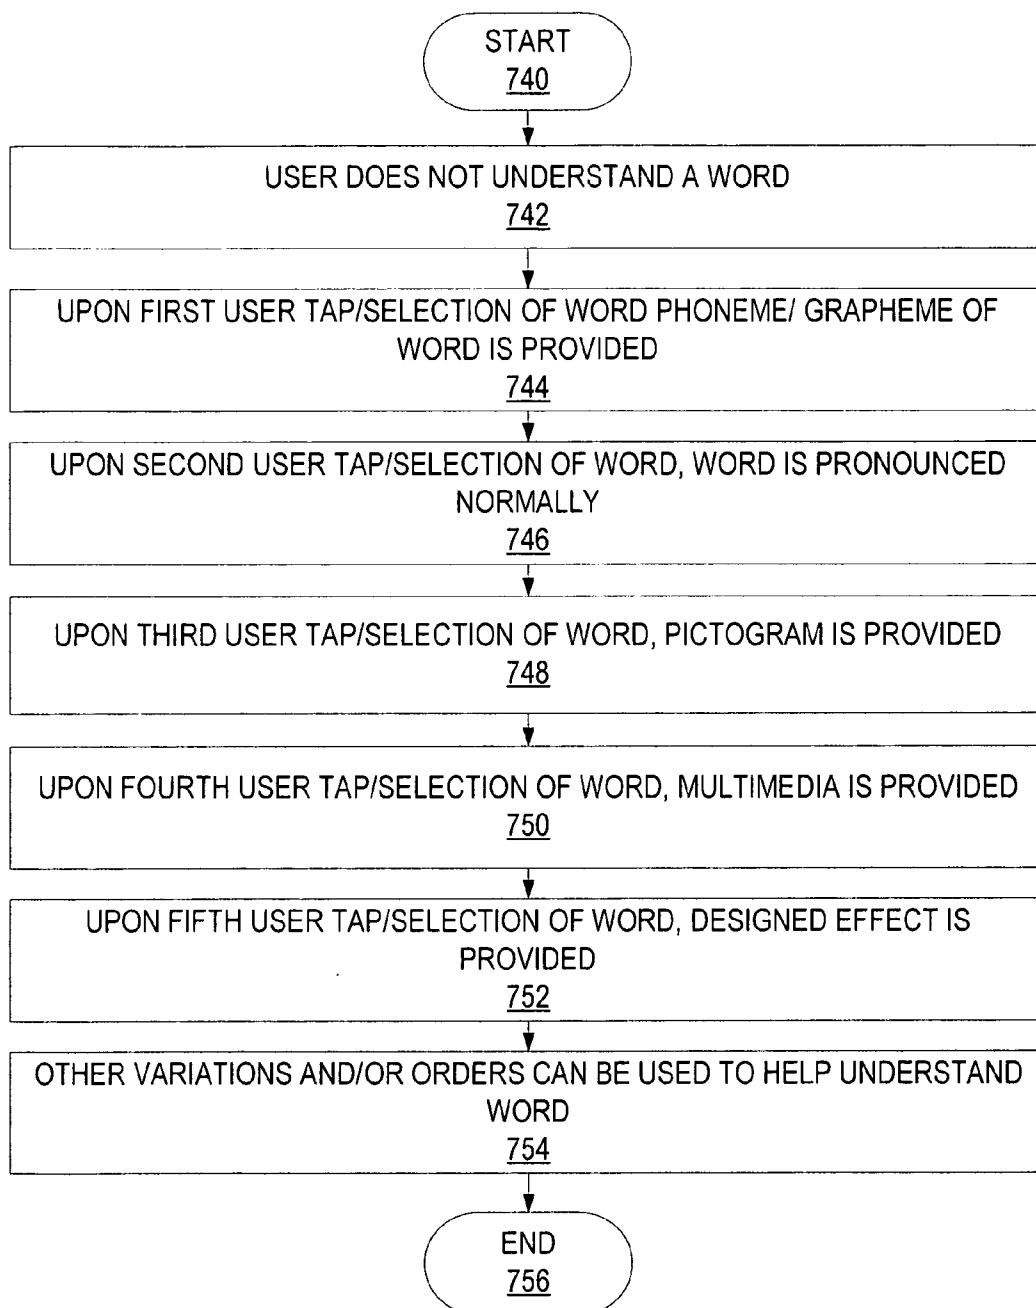 START
740
USER DOES NOT UNDERSTAND A WORD
742
UPON FIRST USER TAP/SELECTION OF WORD PHONEME/ GRAPHEME OF
WORD IS PROVIDED
744
UPON SECOND USER TAP/SELECTION OF WORD, WORD IS PRONOUNCED
NORMALLY
746
UPON THIRD USER TAP/SELECTION OF WORD, PICTOGRAM IS PROVIDED
748
UPON FOURTH USER TAP/SELECTION OF WORD, MULTIMEDIA IS PROVIDED
750
UPON FIFTH USER TAP/SELECTION OF WORD, DESIGNED EFFECT IS
PROVIDED
752
OTHER VARIATIONS AND/OR ORDERS CAN BE USED TO HELP UNDERSTAND
WORD
754
END
756